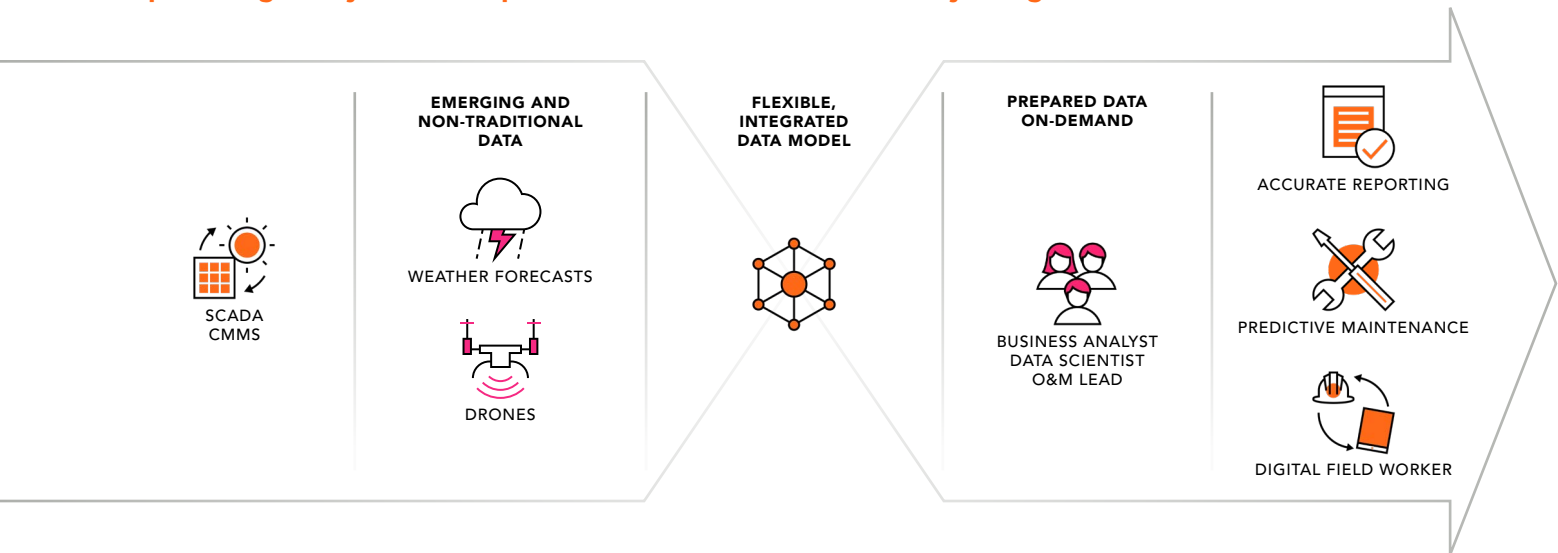 SCADA
CMMS
EMERGING AND
NON-TRADITIONAL
DATA
WEATHER FORECASTS
DRONES
FLEXIBLE,
INTEGRATED
DATA MODEL
PREPARED DATA
ON-DEMAND
BUSINESS ANALYST
DATA SCIENTIST
O&M LEAD
ACCURATE REPORTING
PREDICTIVE MAINTENANCE
DIGITAL FIELD WORKER